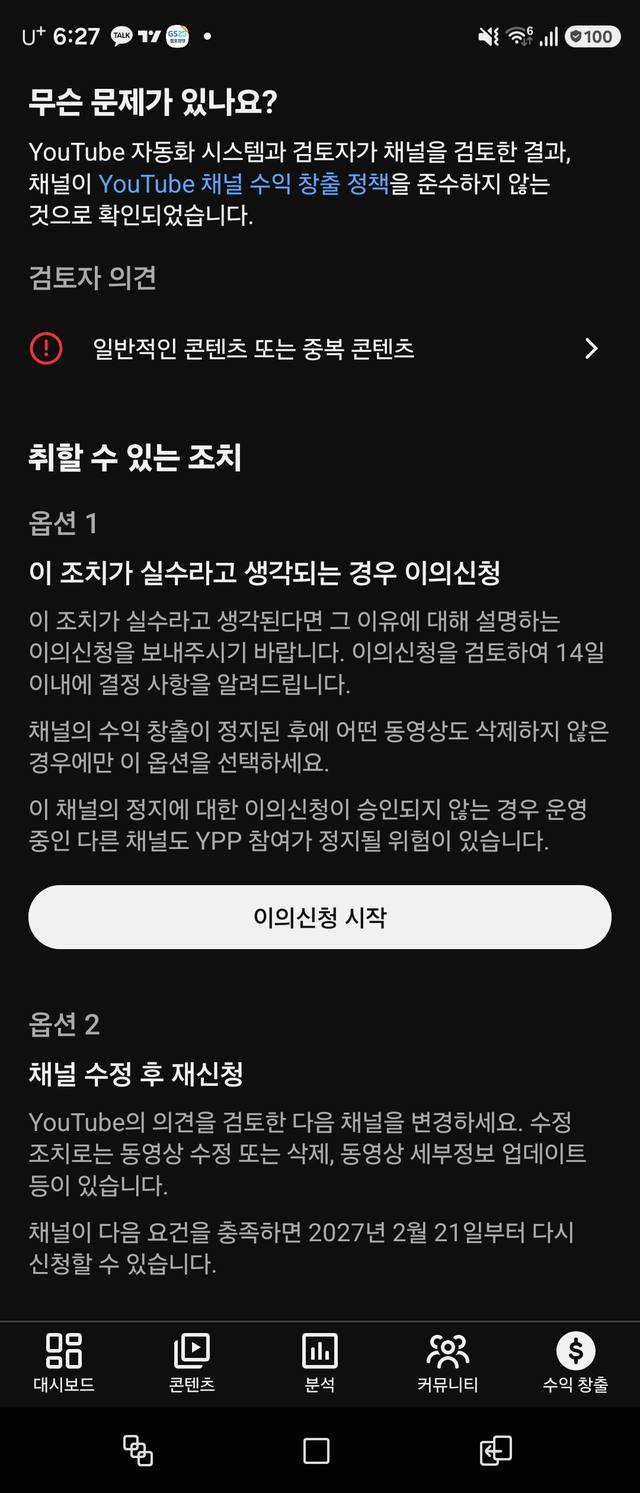 U+ 6:27 TALK GS25 100
무슨 문제가 있나요?
YouTube 자동화 시스템과 검토자가 채널을 검토한 결과,
채널이 YouTube 채널 수익 창출 정책을 준수하지 않는
것으로 확인되었습니다.
검토자 의견
일반적인 콘텐츠 또는 중복 콘텐츠
취할 수 있는 조치
옵션 1
이 조치가 실수라고 생각되는 경우 이의신청
이 조치가 실수라고 생각된다면 그 이유에 대해 설명하는
이의신청을 보내주시기 바랍니다. 이의신청을 검토하여 14일
이내에 결정 사항을 알려드립니다.
채널의 수익 창출이 정지된 후에 어떤 동영상도 삭제하지 않은
경우에만 이 옵션을 선택하세요.
이 채널의 정지에 대한 이의신청이 승인되지 않는 경우 운영
중인 다른 채널도 YPP 참여가 정지될 위험이 있습니다.
이의신청 시작
옵션 2
채널 수정 후 재신청
YouTube의 의견을 검토한 다음 채널을 변경하세요. 수정
조치로는 동영상 수정 또는 삭제, 동영상 세부정보 업데이트
등이 있습니다.
채널이 다음 요건을 충족하면 2027년 2월 21일부터 다시
신청할 수 있습니다.
대시보드 콘텐츠 분석 커뮤니티 수익 창출